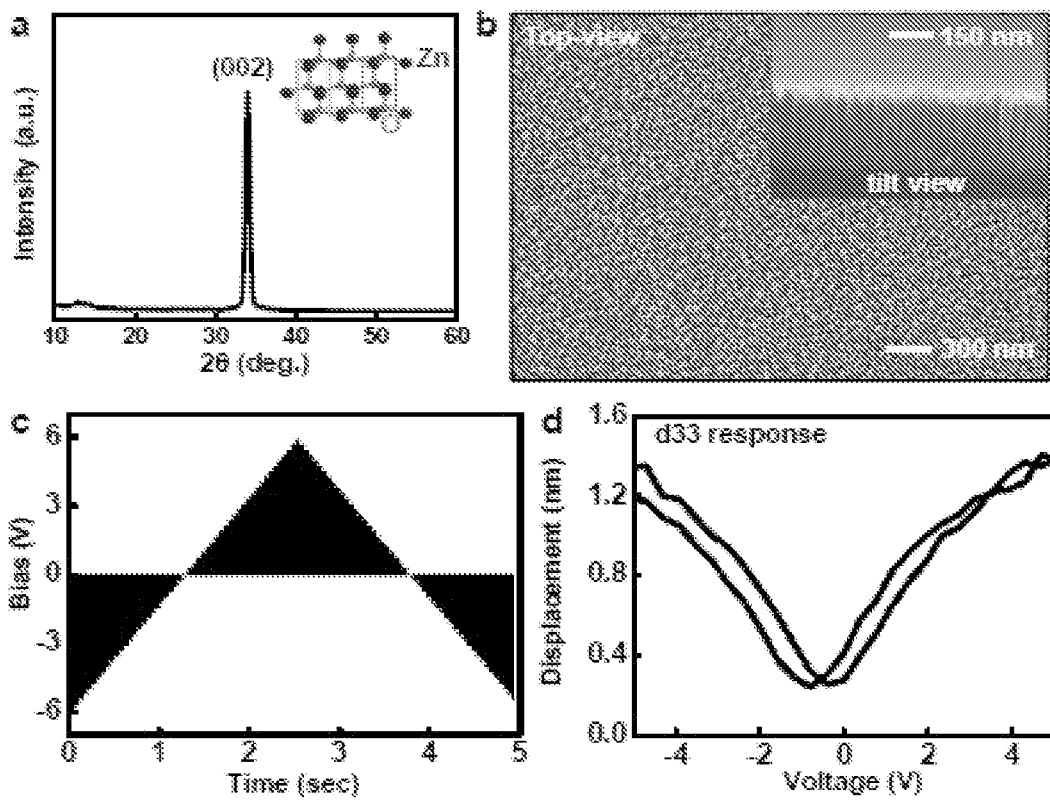 a
(002)
Zn
Intensity (a.u.)
10 20 30 40 50 60
2θ (deg.)
b
Top-view
150 nm
tilt view
300 nm
c
6
3
0
-3
-6
Bias (V)
0 1 2 3 4 5
Time (sec)
d.
d33 response
1.6
1.2
0.8
0.4
0.0
Displacement (nm)
-4 -2 0 2 4
Voltage (V)